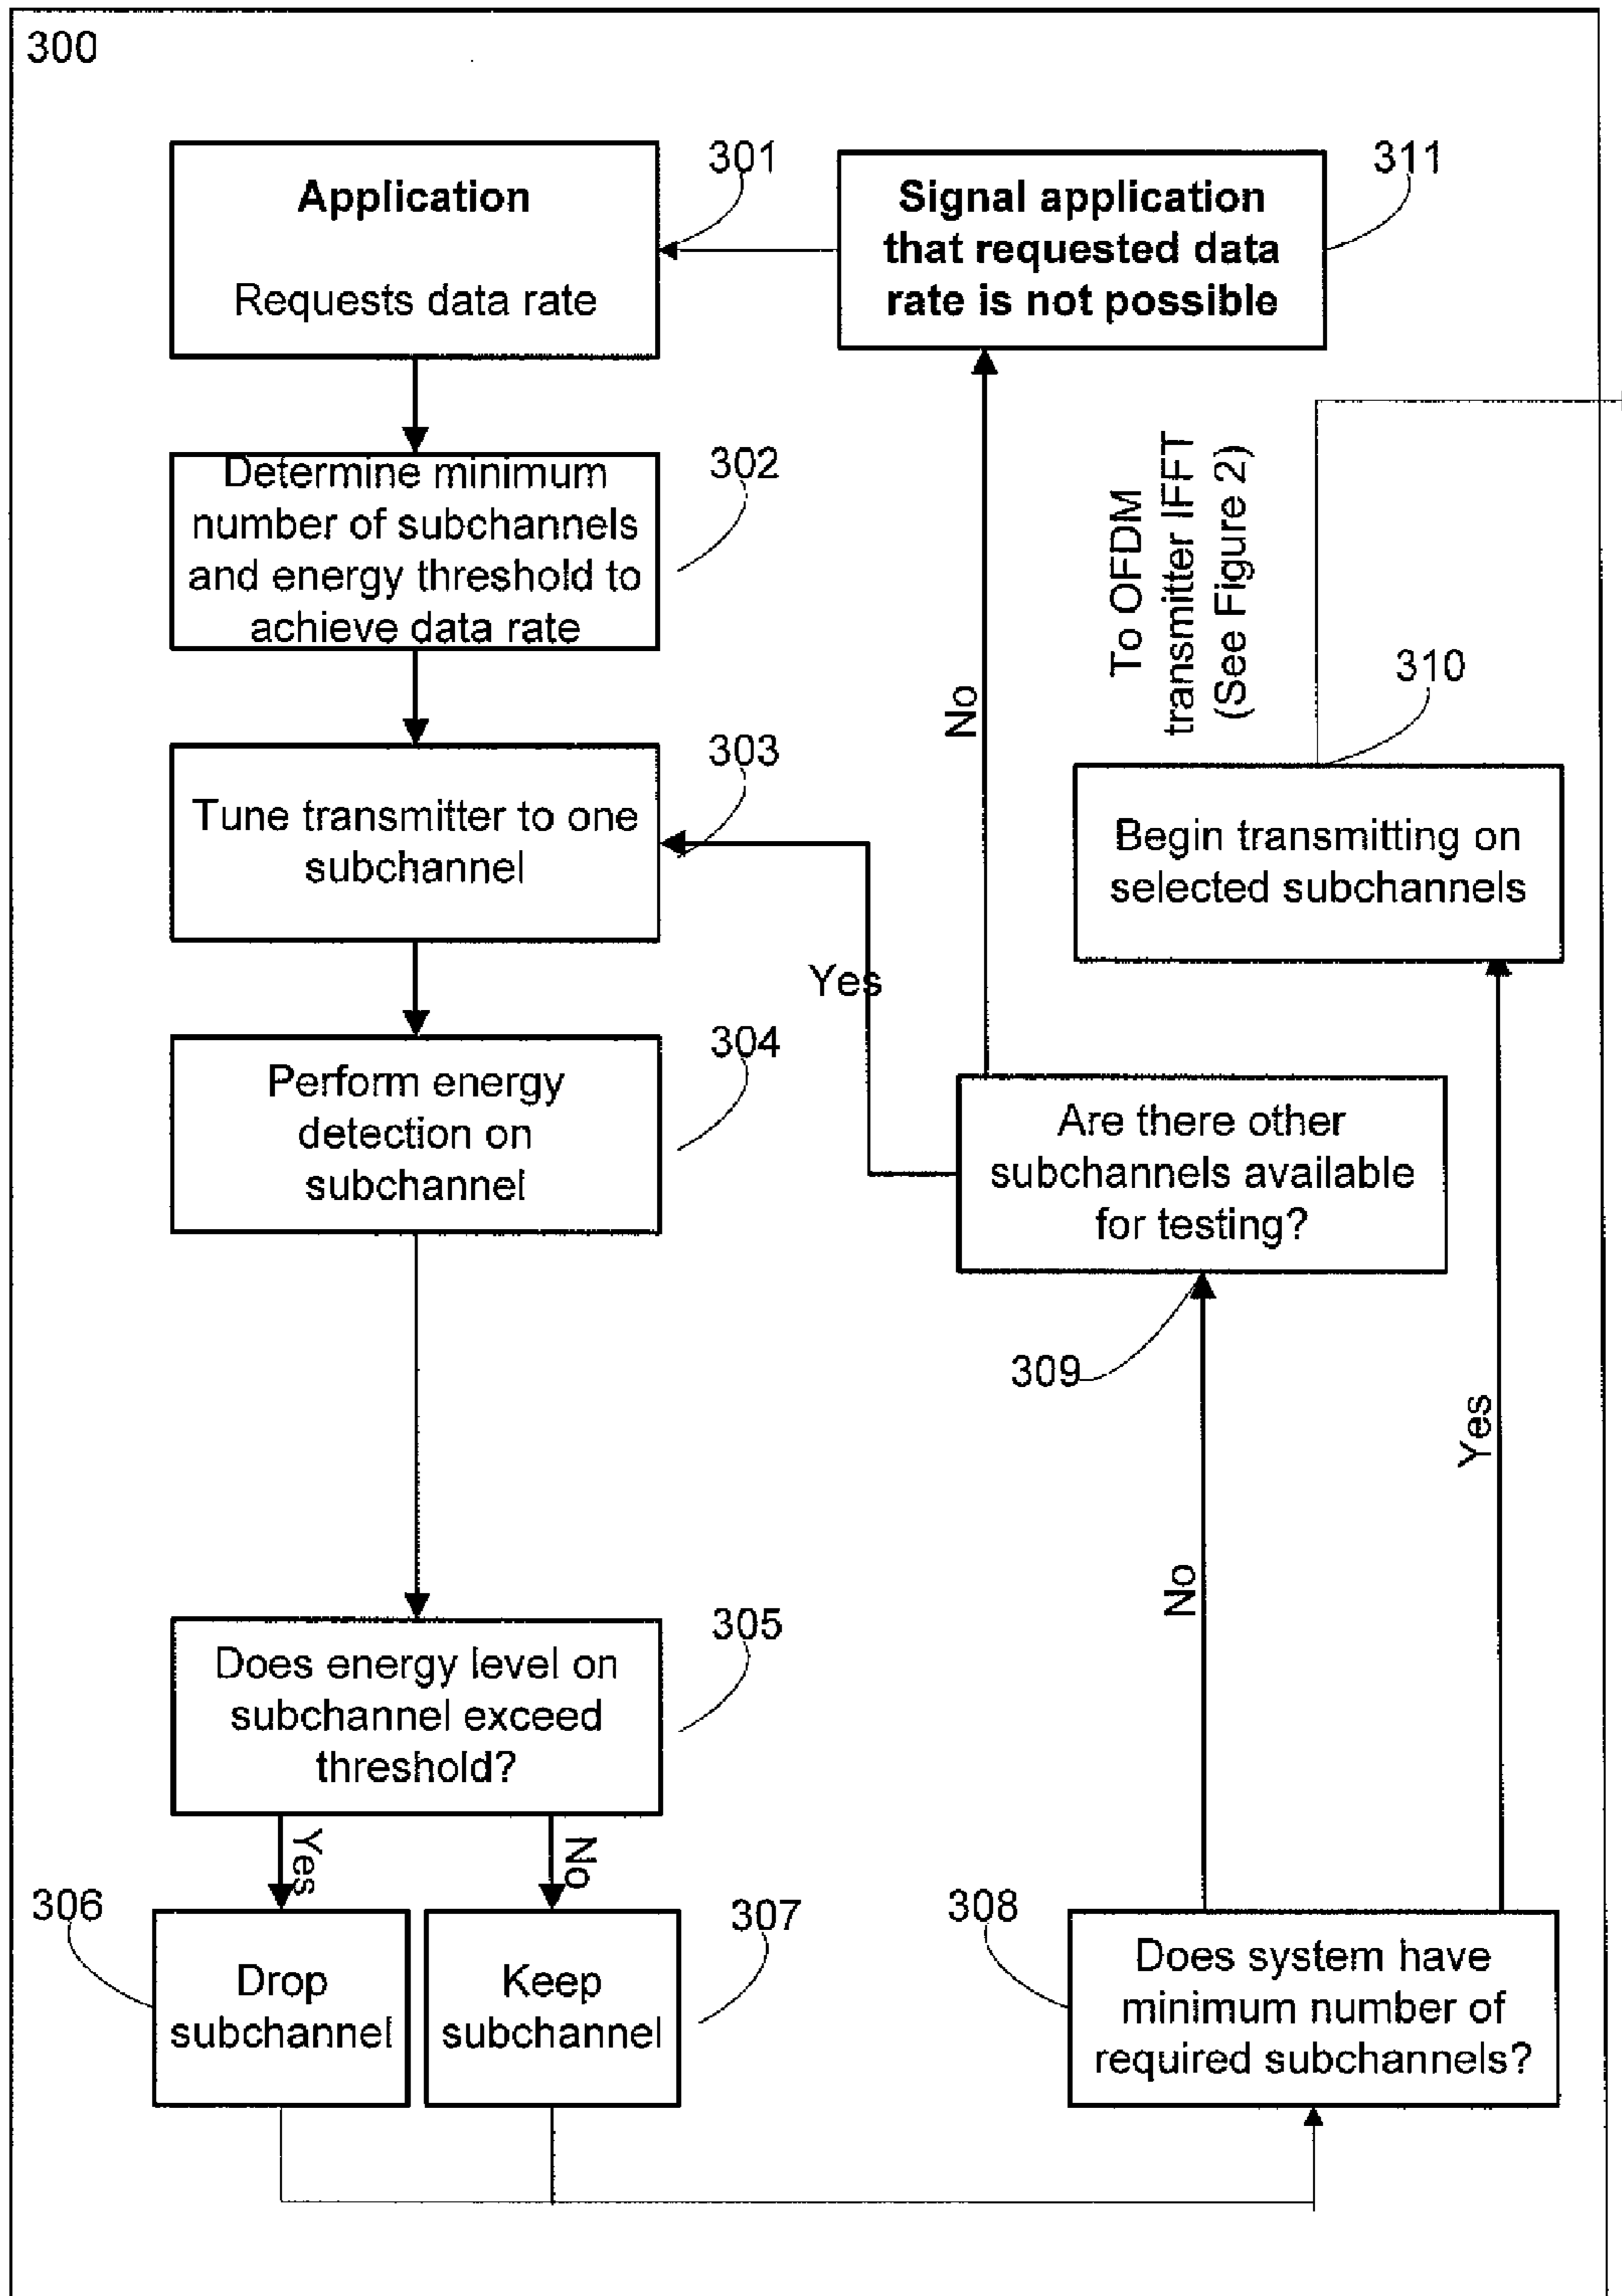 300
Application
Requests data rate
301
Signal application
that requested data
rate is not possible
311
Determine minimum
number of subchannels
and energy threshold to
achieve data rate
302
To OFDM
transmitter IFFT
(See Figure 2)
310
No
Tune transmitter to one
subchannel
303
Begin transmitting on
selected subchannels
Yes
Perform energy
detection on
subchannel
304
Are there other
subchannels available
for testing?
309
Yes
No
Does energy level on
subchannel exceed
threshold?
305
Yes
No
306
Drop
subchannel
Keep
subchannel
307
308
Does system have
minimum number of
required subchannels?